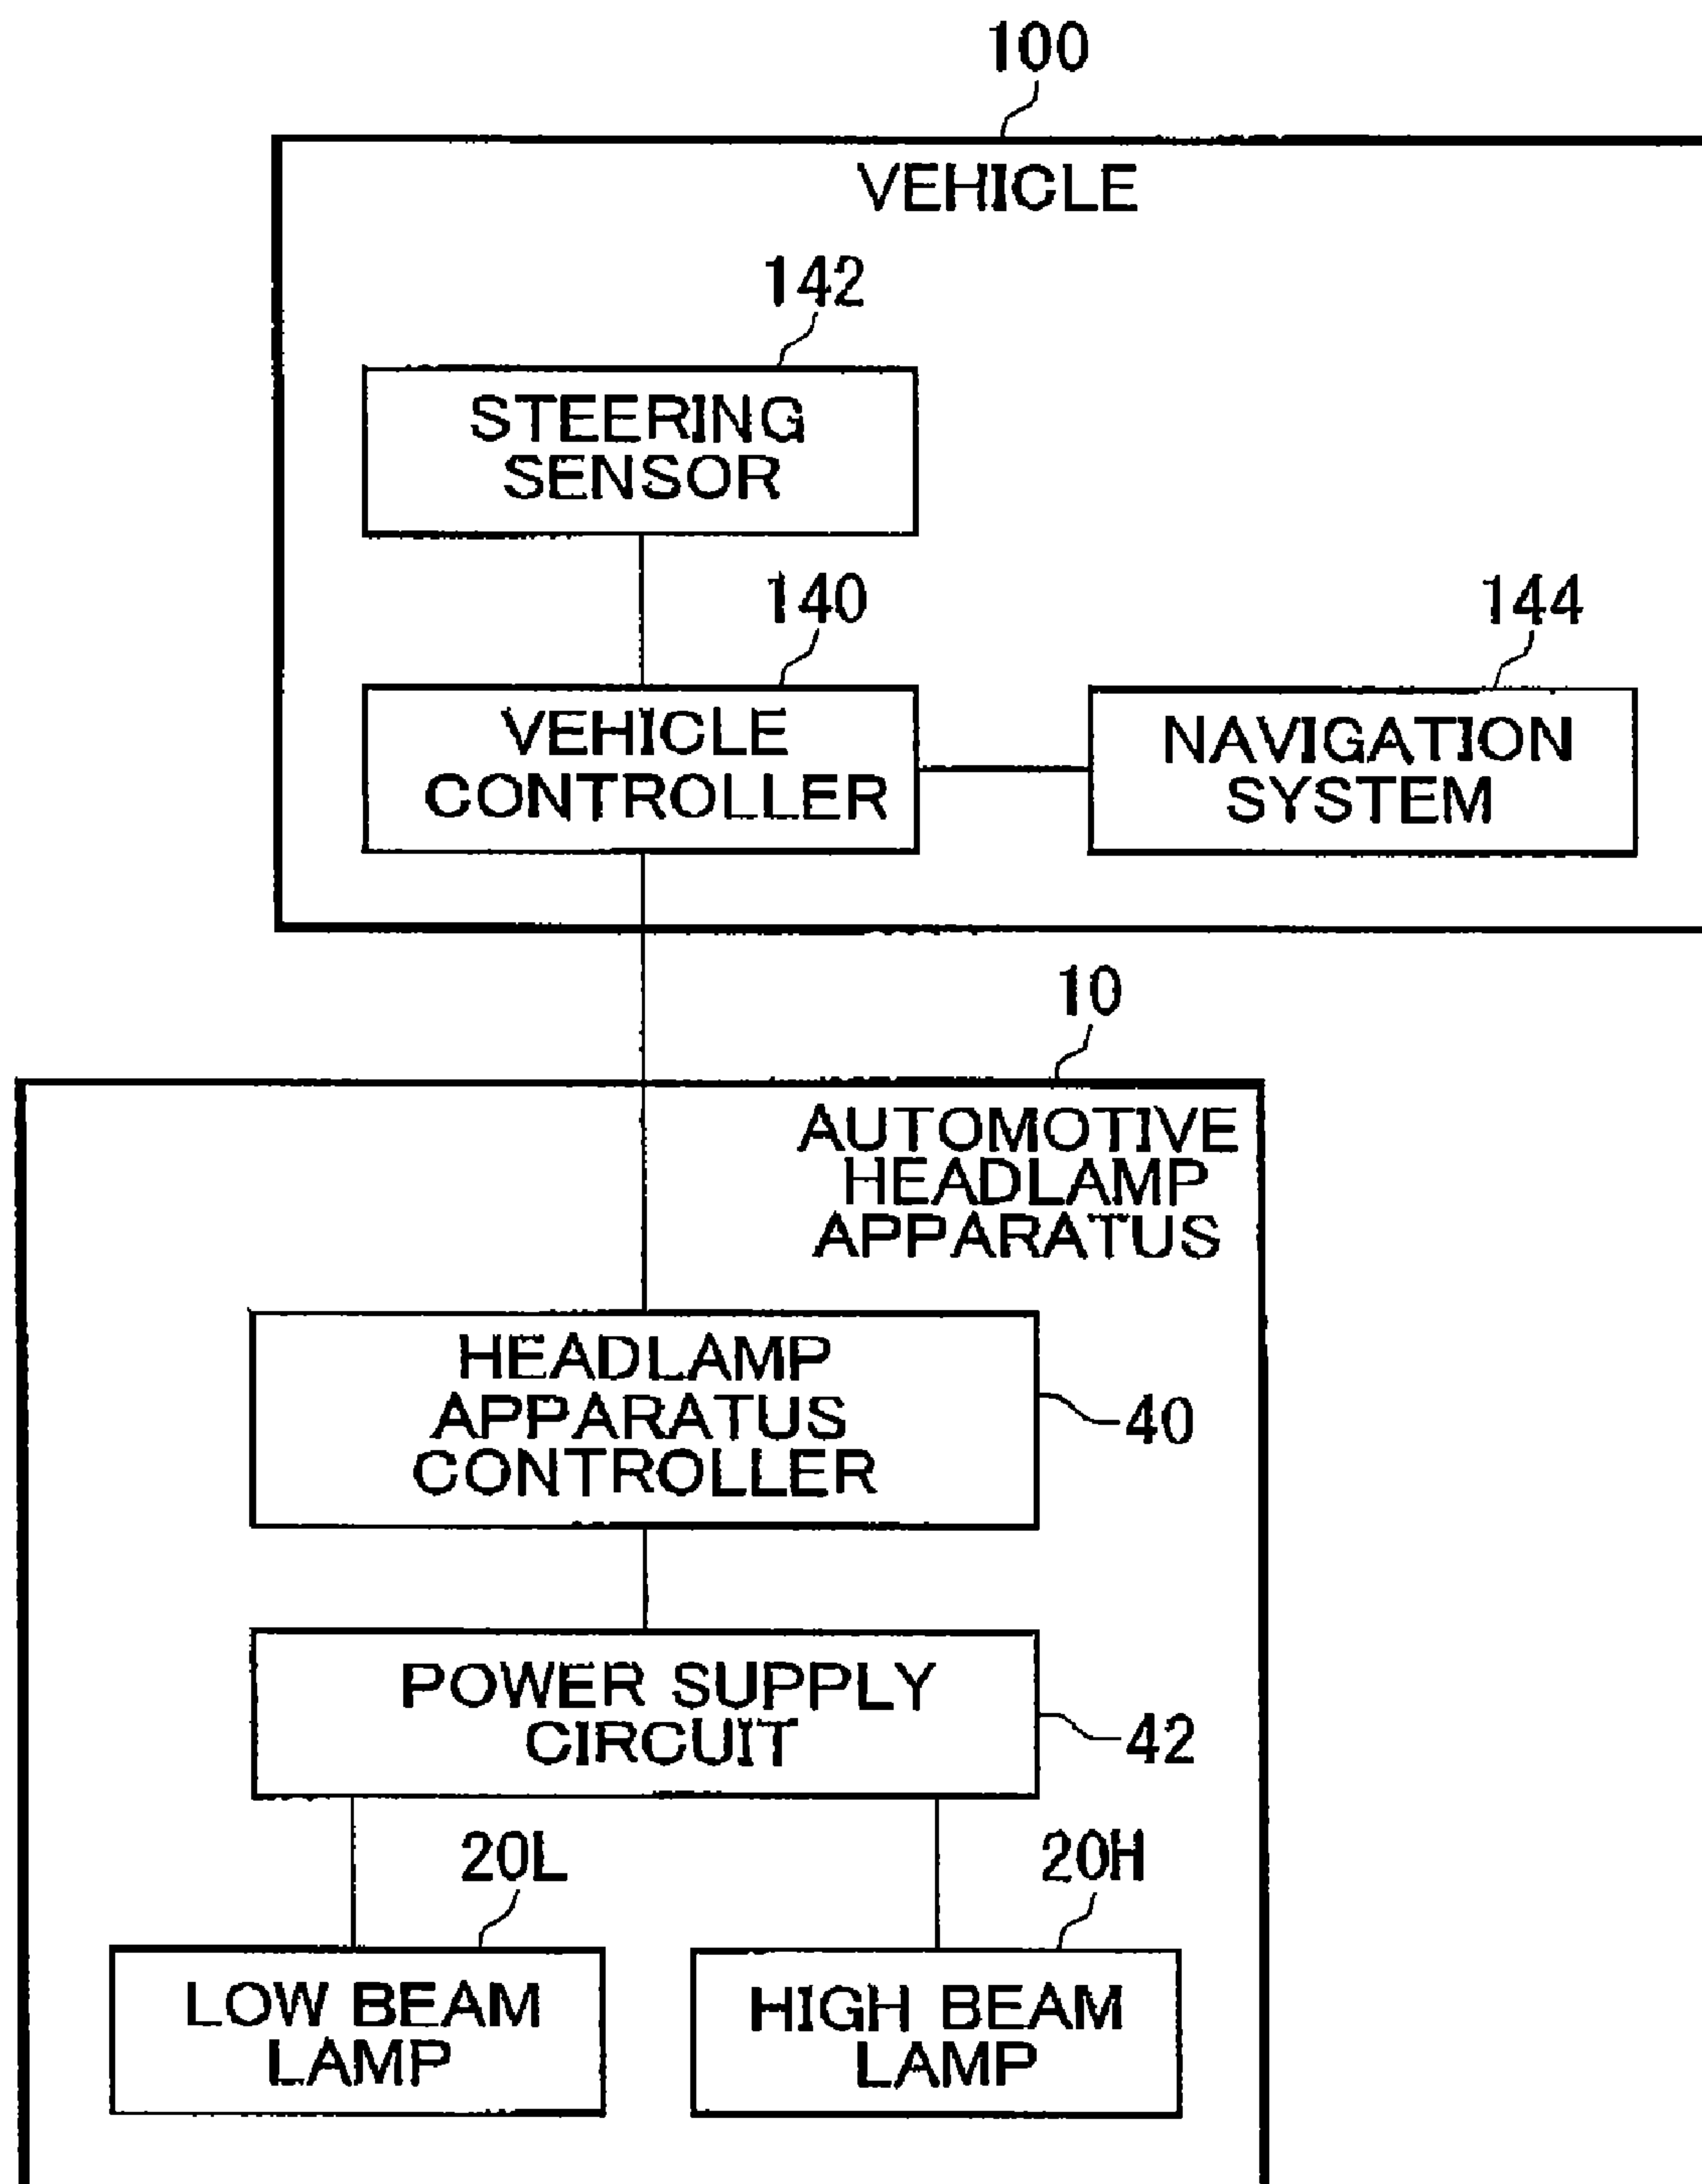 100
VEHICLE
142
STEERING
SENSOR
140
VEHICLE
CONTROLLER
144
NAVIGATION
SYSTEM
10
AUTOMOTIVE
HEADLAMP
APPARATUS
HEADLAMP
APPARATUS
CONTROLLER
40
POWER SUPPLY
CIRCUIT
42
20L
LOW BEAM
LAMP
20H
HIGH BEAM
LAMP